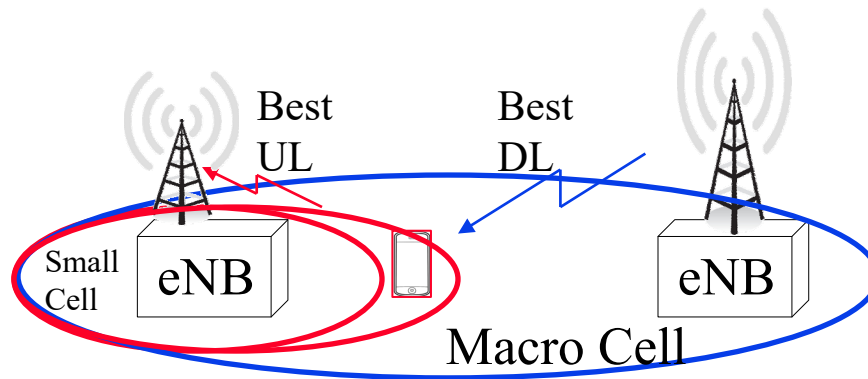 Best
UL
Best
DL
Small
Cell
eNB
eNB
Macro Cell